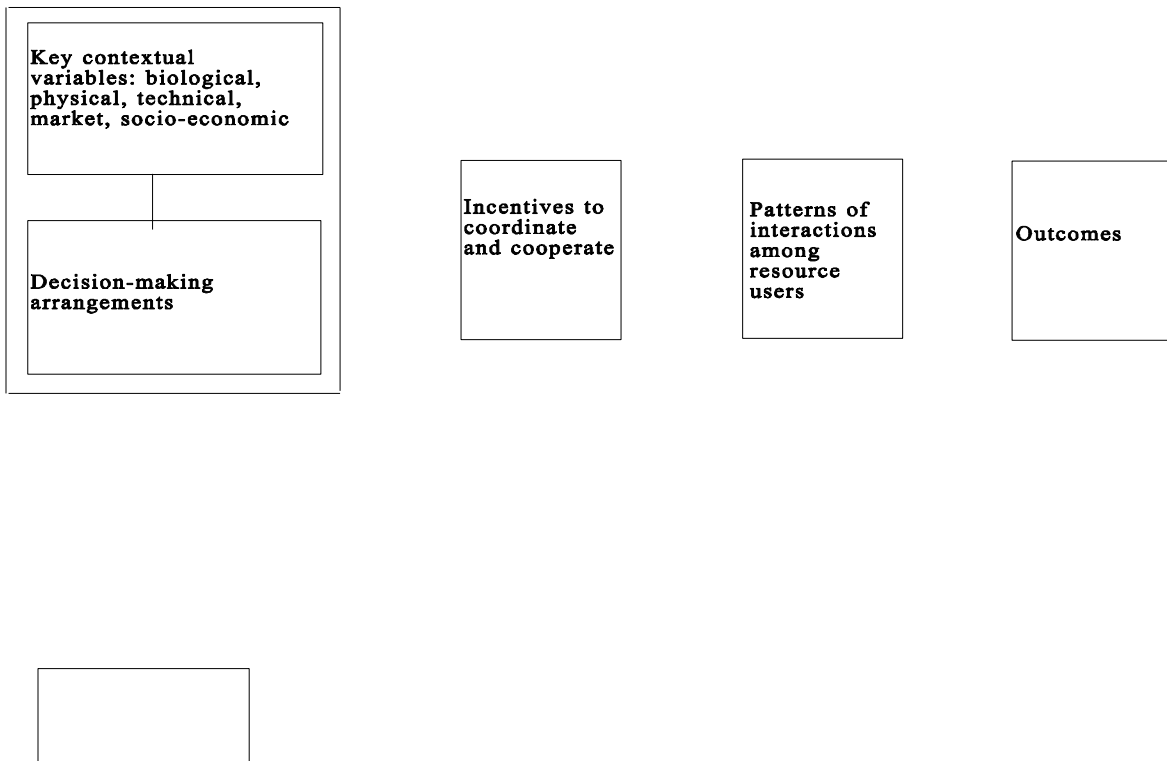 Key contextual
variables: biological,
physical, technical,
market, socio-economic
Decision-making
arrangements
Incentives to
coordinate
and cooperate
Patterns of
interactions
among
resource
users
Outcomes